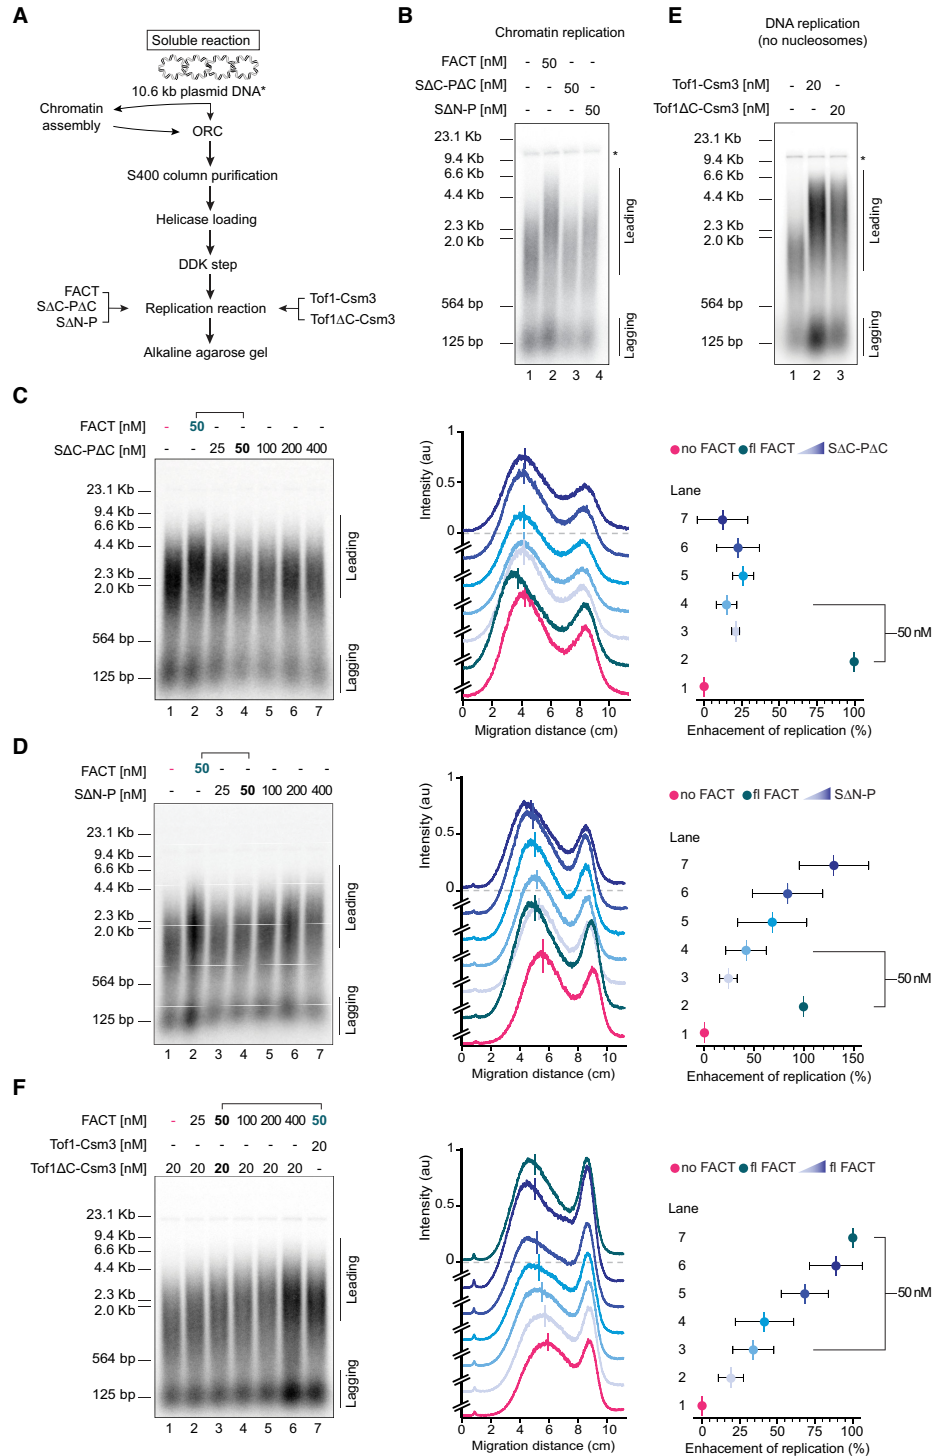 A
Soluble reaction
10.6 kb plasmid DNA*
Chromatin
assembly
ORC
S400 column purification
Helicase loading
DDK step
FACT
SΔC-PΔC
SΔN-P
Replication reaction
Tof1-Csm3
Tof1ΔC-Csm3
Alkaline agarose gel
B
Chromatin replication
FACT [nM] - 50 - -
SΔC-PΔC [nM] - - 50 -
SΔN-P [nM] - - - 50
23.1 Kb
9.4 Kb
6.6 Kb
4.4 Kb
2.3 Kb
2.0 Kb
564 bp
125 bp
*
Leading
Lagging
1 2 3 4
E
DNA replication
(no nucleosomes)
Tof1-Csm3 [nM] - 20 -
Tof1ΔC-Csm3 [nM] - - 20
23.1 Kb
9.4 Kb
6.6 Kb
4.4 Kb
2.3 Kb
2.0 Kb
564 bp
125 bp
*
Leading
Lagging
1 2 3
C
FACT [nM] - 50 - - - - -
SΔC-PΔC [nM] - - 25 50 100 200 400
23.1 Kb
9.4 Kb
6.6 Kb
4.4 Kb
2.3 Kb
2.0 Kb
564 bp
125 bp
Leading
Lagging
1 2 3 4 5 6 7
Intensity (au)
1
0.5
0
0 2 4 6 8 10
Migration distance (cm)
no FACT fl FACT SΔC-PΔC
Lane
7
6
5
4
3
2
1
50 nM
0 25 50 75 100
Enhacement of replication (%)
D
FACT [nM] - 50 - - - - -
SΔN-P [nM] - - 25 50 100 200 400
23.1 Kb
9.4 Kb
6.6 Kb
4.4 Kb
2.3 Kb
2.0 Kb
564 bp
125 bp
Leading
Lagging
1 2 3 4 5 6 7
Intensity (au)
1
0.5
0
0 2 4 6 8 10
Migration distance (cm)
no FACT fl FACT SΔN-P
Lane
7
6
5
4
3
2
1
50 nM
0 50 100 150
Enhacement of replication (%)
F
FACT [nM] - 25 50 100 200 400 50
Tof1-Csm3 [nM] - - - - - - 20
Tof1ΔC-Csm3 [nM] 20 20 20 20 20 20 -
23.1 Kb
9.4 Kb
6.6 Kb
4.4 Kb
2.3 Kb
2.0 Kb
564 bp
125 bp
Leading
Lagging
1 2 3 4 5 6 7
Intensity (au)
1
0.5
0
0 2 4 6 8 10
Migration distance (cm)
no FACT fl FACT fl FACT
Lane
7
6
5
4
3
2
1
50 nM
0 25 50 75 100
Enhacement of replication (%)